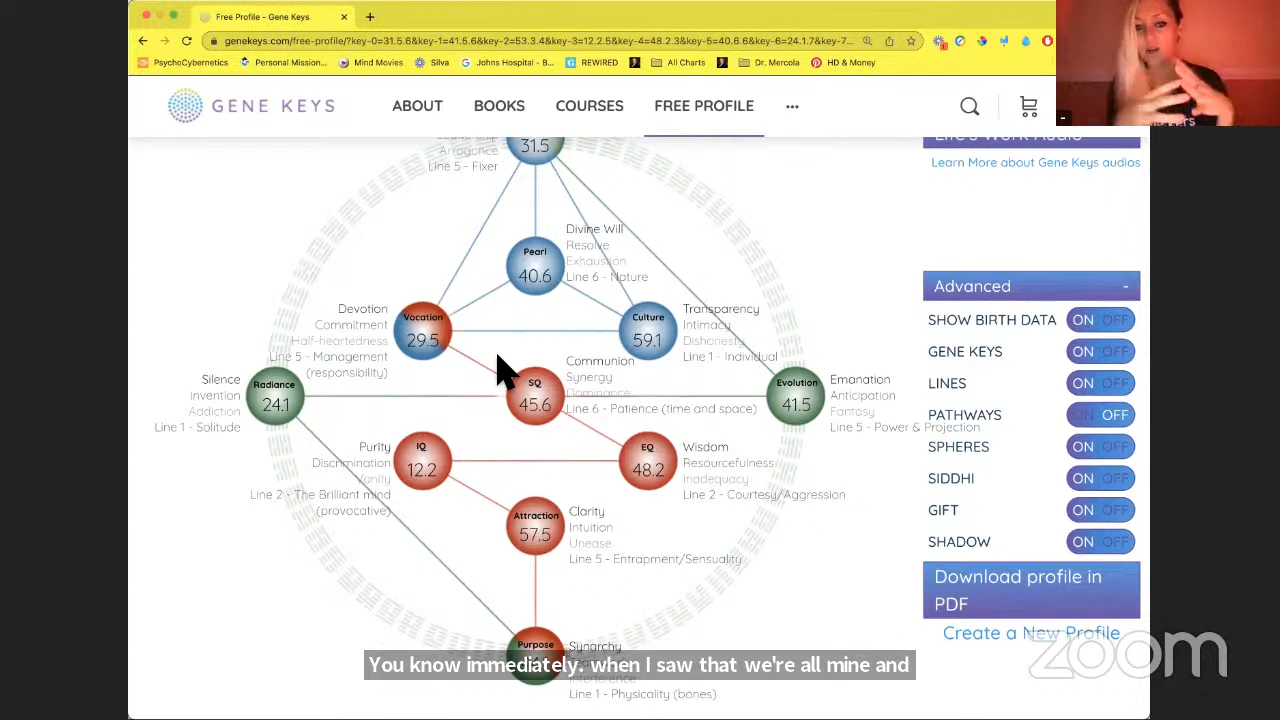 Free Profile - Gene Keys
genekeys.com/free-profile/?key-0=31.5.6&key-1=41.5.6&key-2=53.3.4&key-3=12.2.5&key-4=48.2.3&key-5=40.6.6&key-6=24.1.7&key-7...
PsychoCybernetics
Personal Mission...
Mind Movies
Silva
Johns Hospital - B...
REWIRED
All Charts
Dr. Mercola
HD & Money
GENE KEYS
ABOUT
BOOKS
COURSES
FREE PROFILE
Life's Work Audio
Learn More about Gene Keys audios
Arrogance
Line 5 - Fixer
31.5
Divine Will
Resolve
Exhaustion
Line 6 - Nature
Pearl
40.6
Devotion
Commitment
Half-heartedness
Line 5 - Management
(responsibility)
Vocation
29.5
Culture
59.1
Transparency
Intimacy
Dishonesty
Line 1 - Individual
Communion
Synergy
Dominance
Line 6 - Patience (time and space)
SQ
45.6
Silence
Invention
Addiction
Line 1 - Solitude
Radiance
24.1
Evolution
41.5
Emanation
Anticipation
Fantasy
Line 5 - Power & Projection
Purity
Discrimination
Vanity
Line 2 - The Brilliant mind
(provocative)
IQ
12.2
EQ
48.2
Wisdom
Resourcefulness
Inadequacy
Line 2 - Courtesy/Aggression
Attraction
57.5
Clarity
Intuition
Unease
Line 5 - Entrapment/Sensuality
Purpose
Synarchy
Interference
Line 1 - Physicality (bones)
Advanced -
SHOW BIRTH DATA ON OFF
GENE KEYS ON OFF
LINES ON OFF
PATHWAYS ON OFF
SPHERES ON OFF
SIDDHI ON OFF
GIFT ON OFF
SHADOW ON OFF
Download profile in
PDF
Create a New Profile
You know immediately. when I saw that we're all mine and
zoom